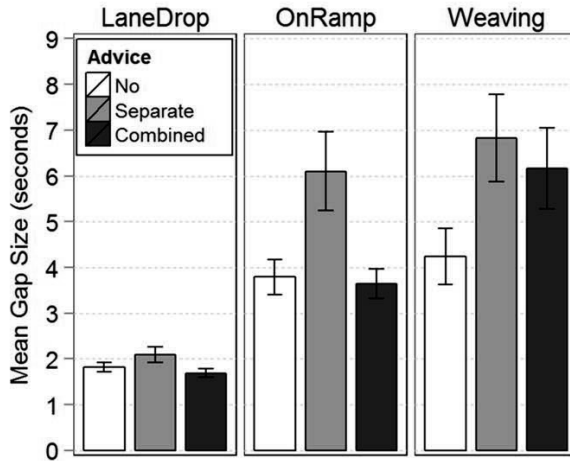 LaneDrop OnRamp Weaving
Mean Gap Size (seconds)
9
8
7
6
5
4
3
2
1
0
Advice
No
Separate
Combined